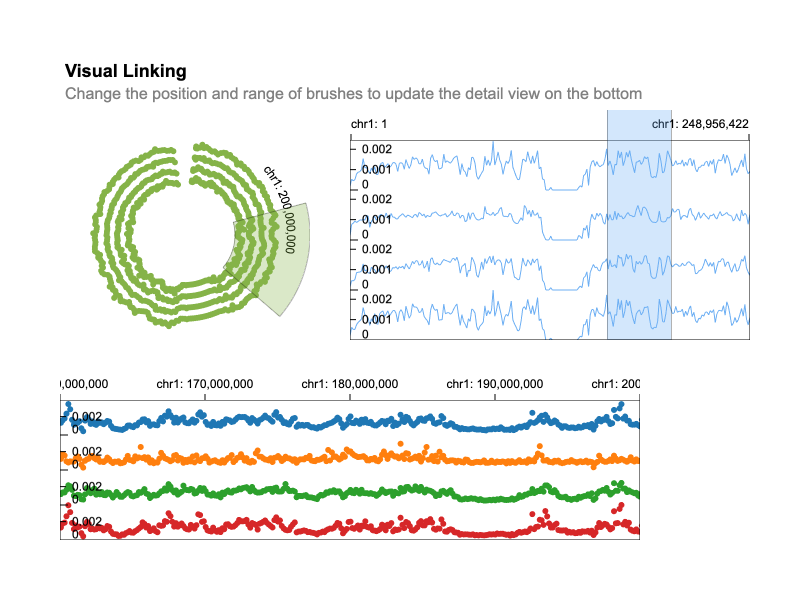 Visual Linking
Change the position and range of brushes to update the detail view on the bottom
chr1: 200,000,000
chr1: 1
chr1: 248,956,422
0.002
0.001
0
0.002
0.001
0
0.002
0.001
0
0.002
0.001
0
0,000,000
chr1: 170,000,000
chr1: 180,000,000
chr1: 190,000,000
chr1: 200
0.002
0
0.002
0
0.002
0
0.002
0